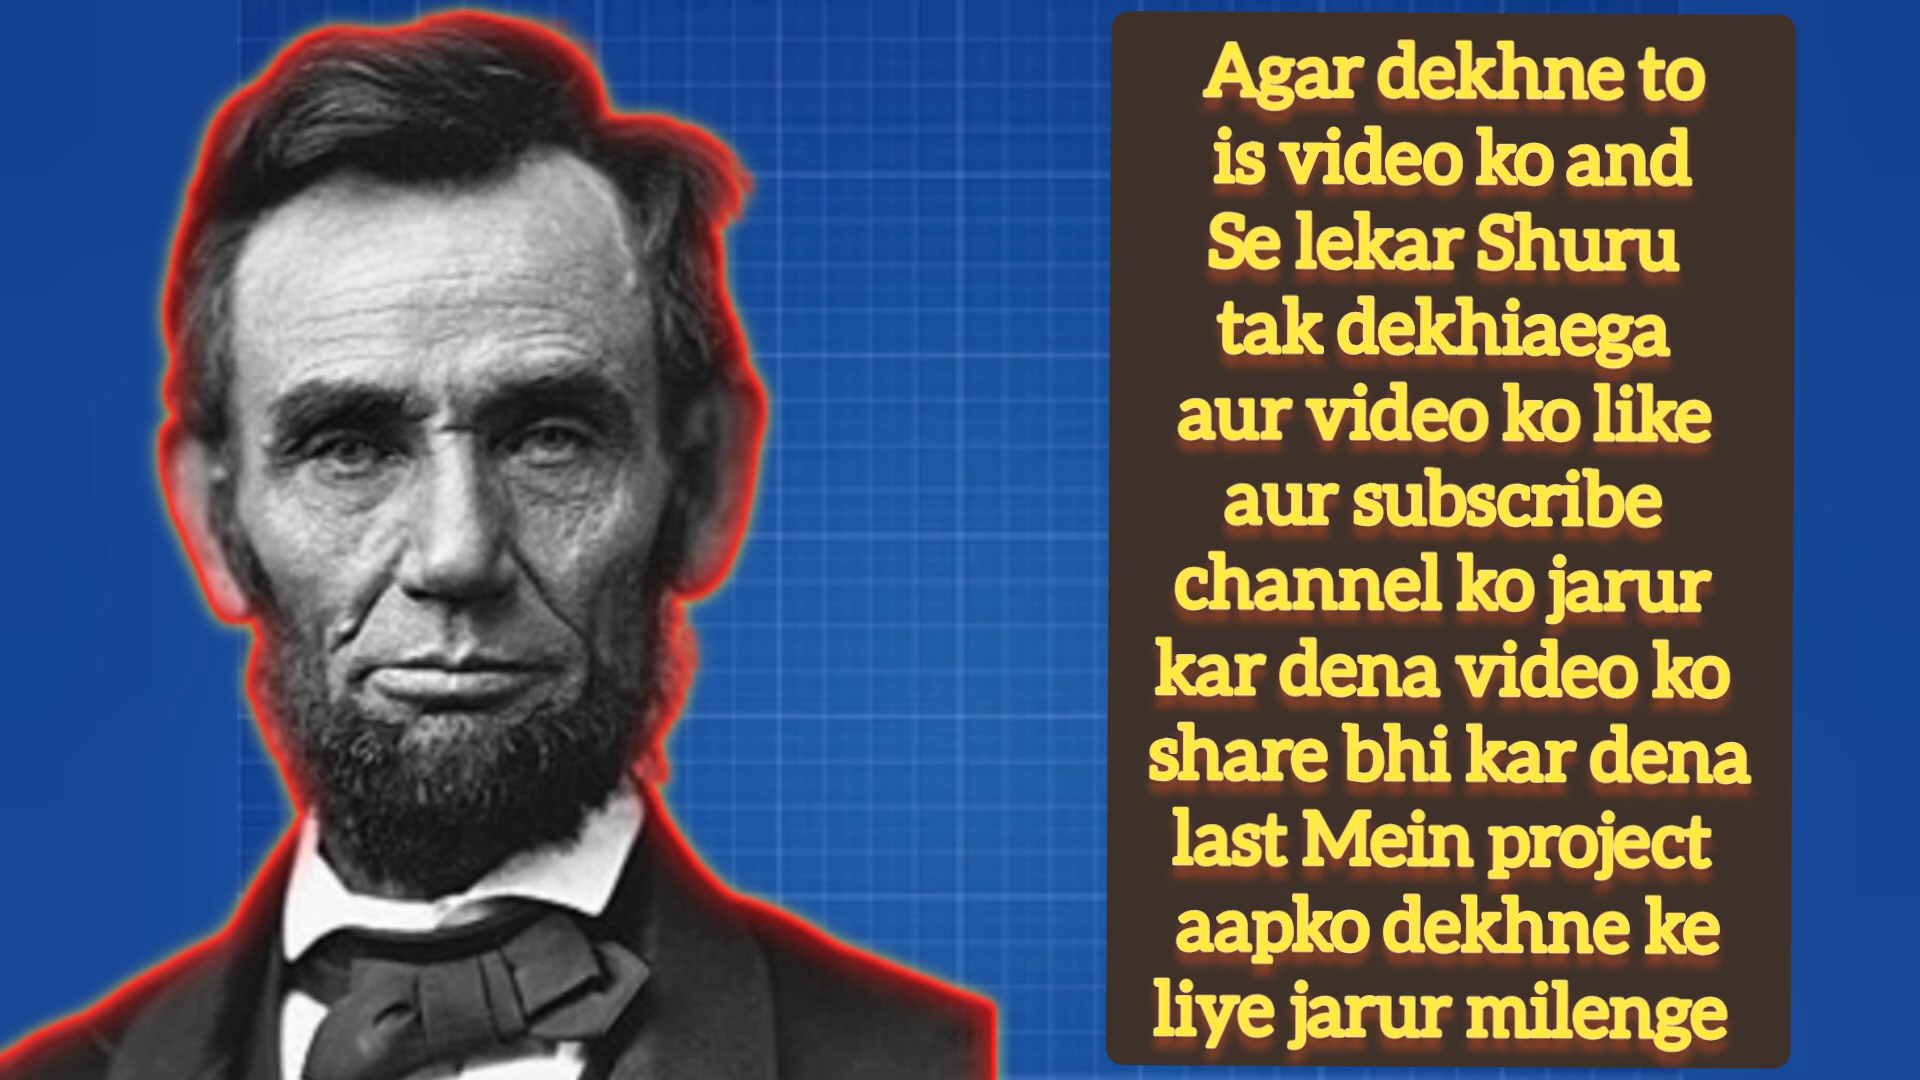 Agar dekhne to
is video ko and
Se lekar Shuru
tak dekhiaega
aur video ko like
aur subscribe
channel ko jarur
kar dena video ko
share bhi kar dena
last Mein project
aapko dekhne ke
liye jarur milenge